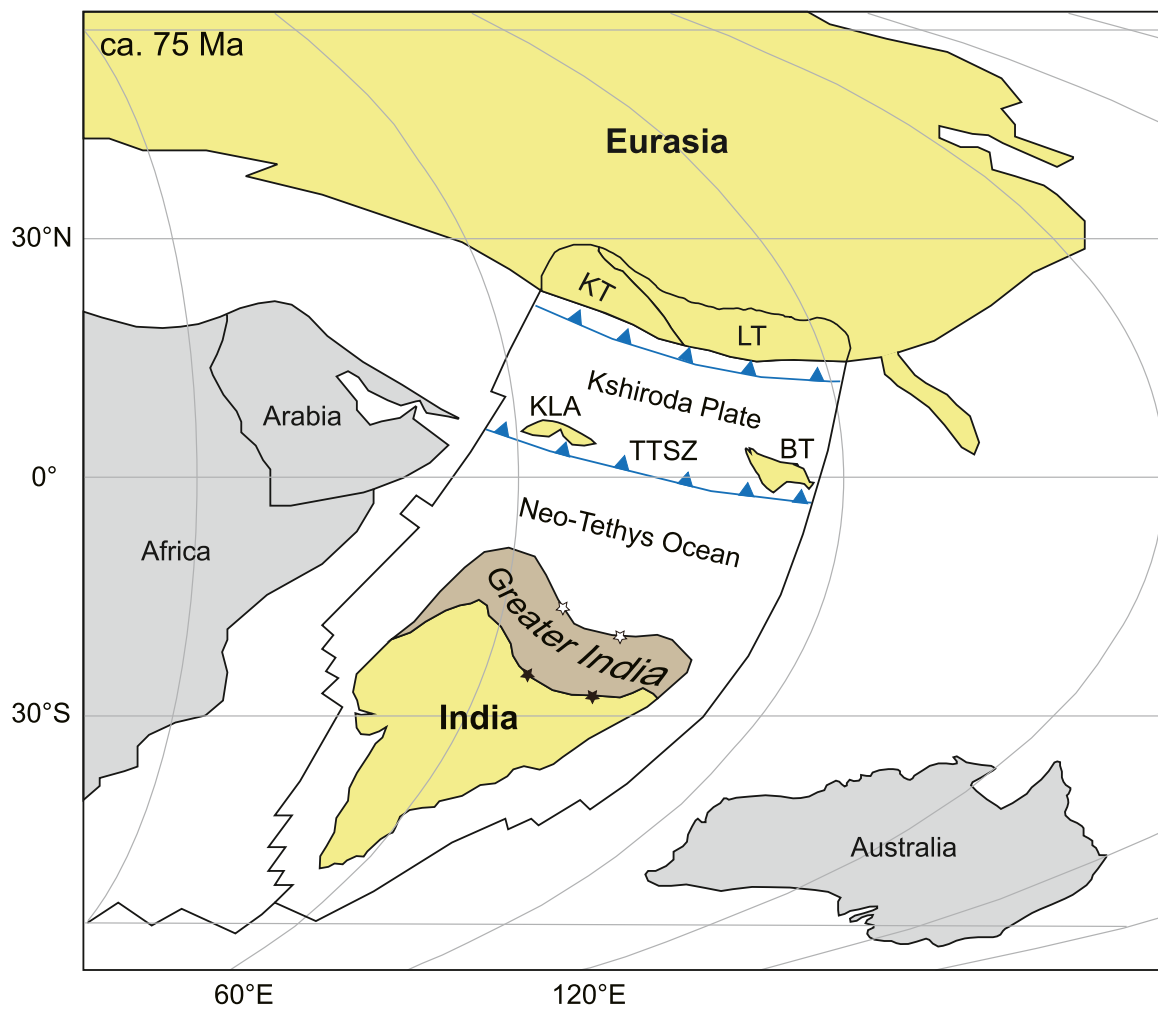 ca. 75 Ma
Eurasia
30°N
KT
LT
Kshiroda Plate
KLA
Arabia
TTSZ
BT
0°
Neo-Tethys Ocean
Africa
Greater India
30°S
India
Australia
60°E
120°E